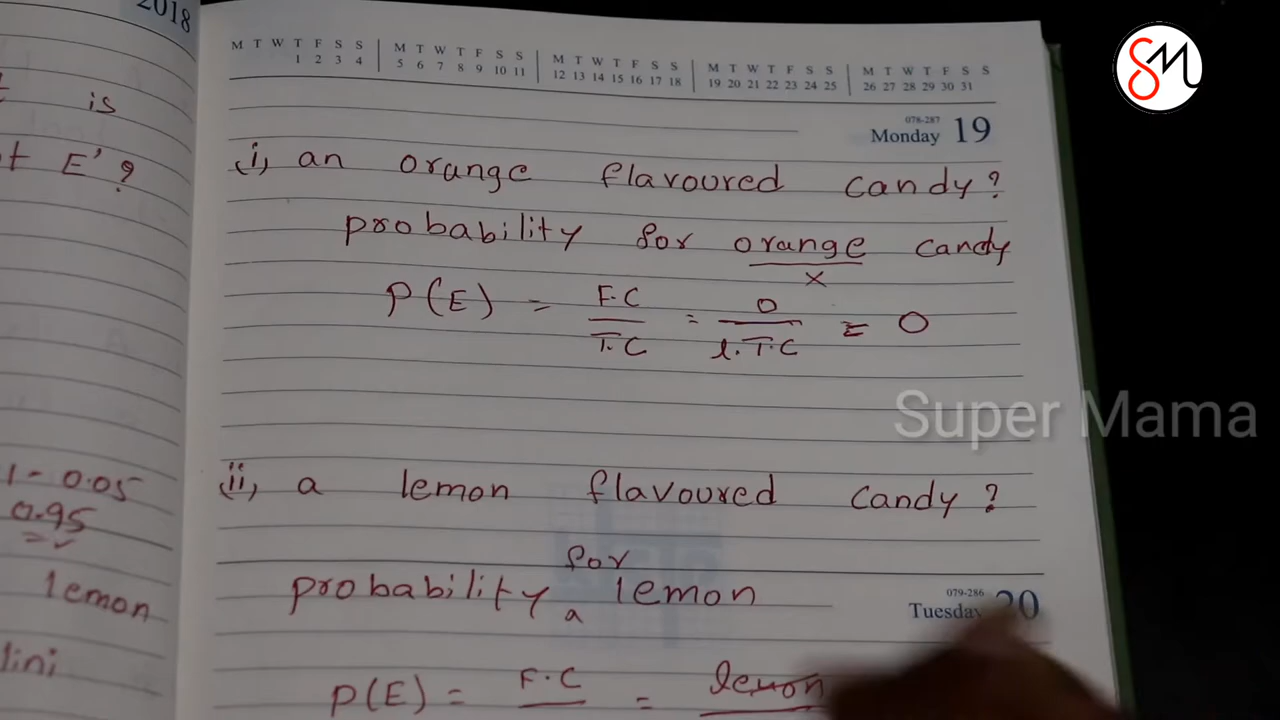 2018
is
t E' ?
1 - 0.05
0.95
lemon
lini
M T W T F S S M T W T F S S M T W T F S S M T W T F S S M T W T F S S
1 2 3 4 5 6 7 8 9 10 11 12 13 14 15 16 17 18 19 20 21 22 23 24 25 26 27 28 29 30 31
078-287
Monday 19
(i) an orange flavoured candy?
probability for orange candy
x
P(E) = F.C / T.C = 0 / l.T.C = 0
(ii) a lemon flavoured candy?
for
probability a lemon
079-286
Tuesday 20
P(E) = F.C = lemon
SM
Super Mama